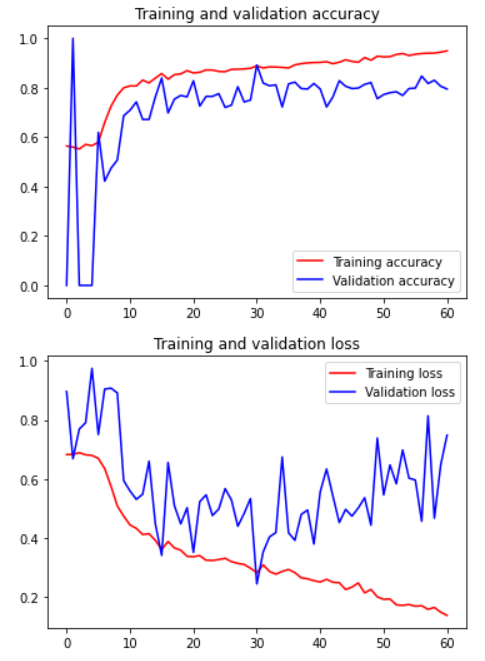 Training and validation accuracy
1.0
0.8
0.6
0.4
0.2
0.0
Training accuracy
Validation accuracy
0 10 20 30 40 50 60
Training and validation loss
1.0
Training loss
Validation loss
0.8
0.6
0.4
0.2
0 10 20 30 40 50 60